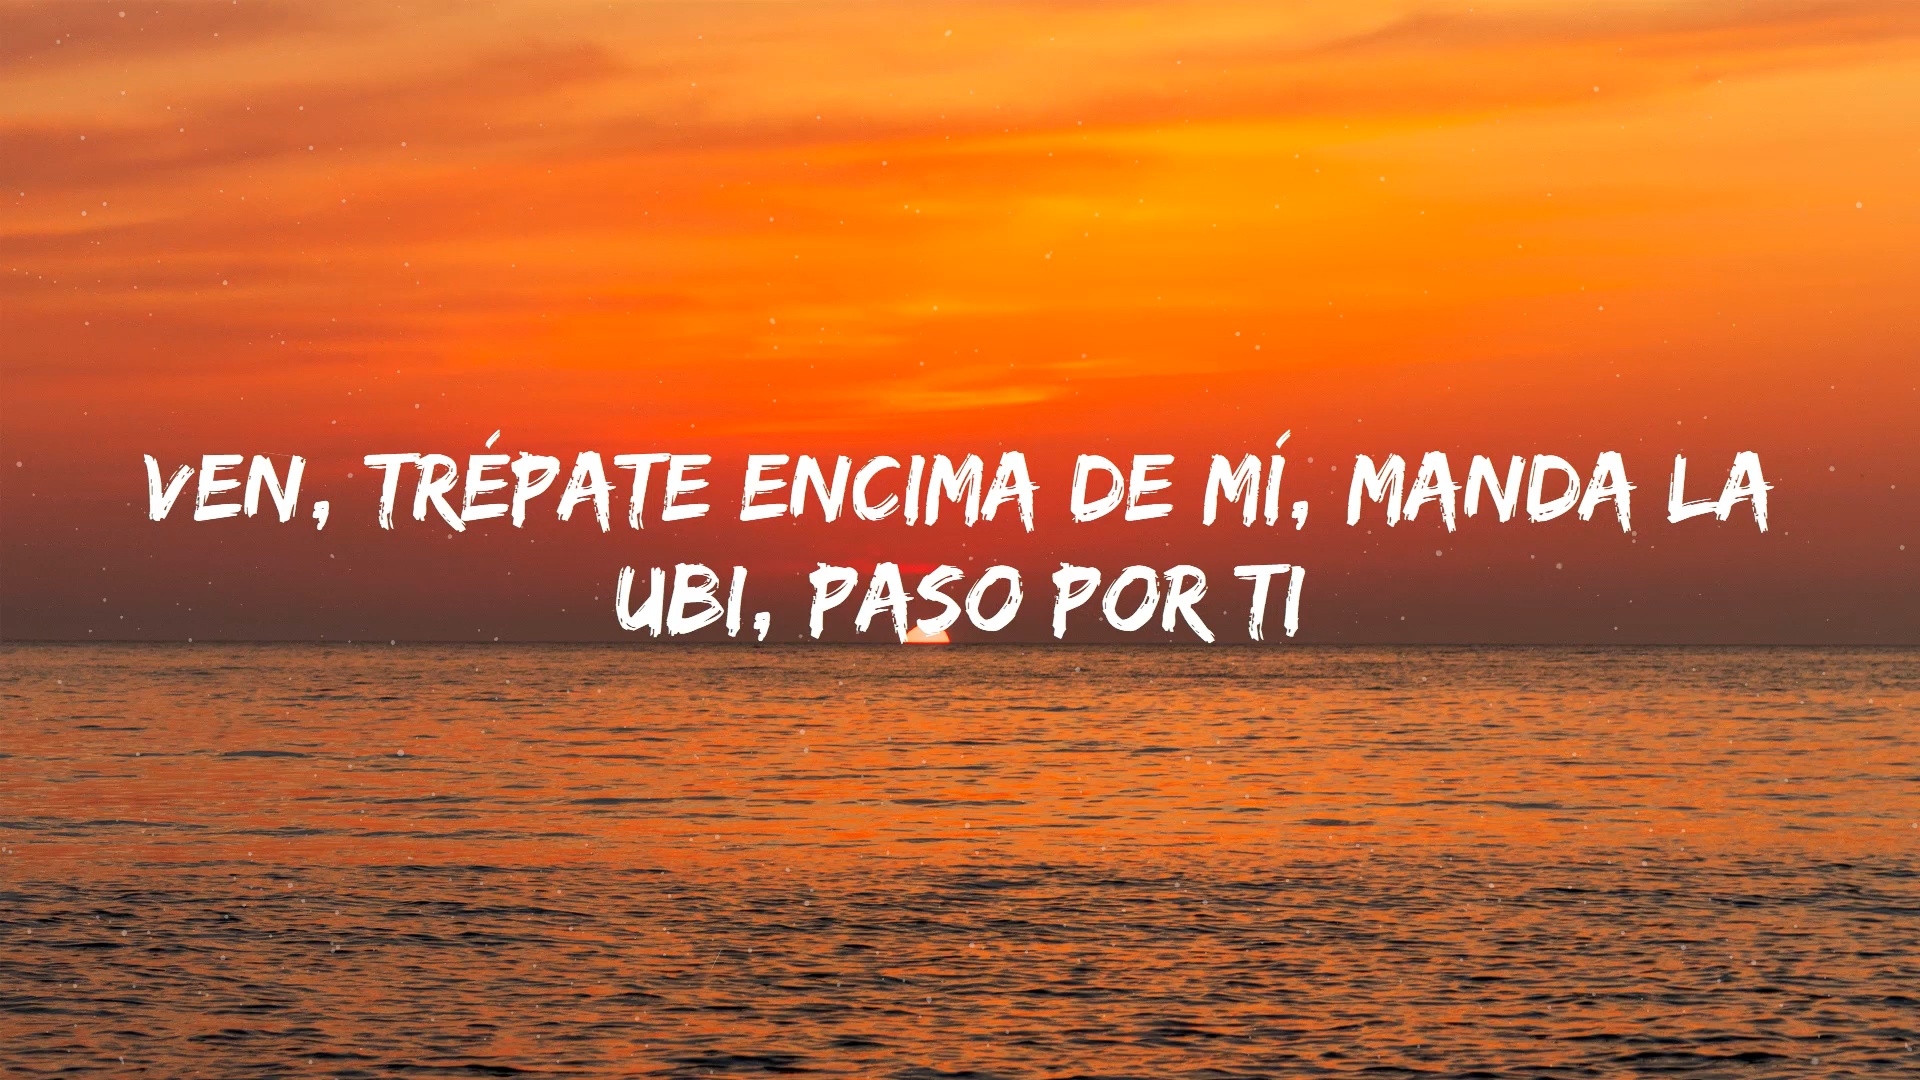 VEN, TRÉPATE ENCIMA DE MÍ, MANDA LA
UBI, PASO POR TI